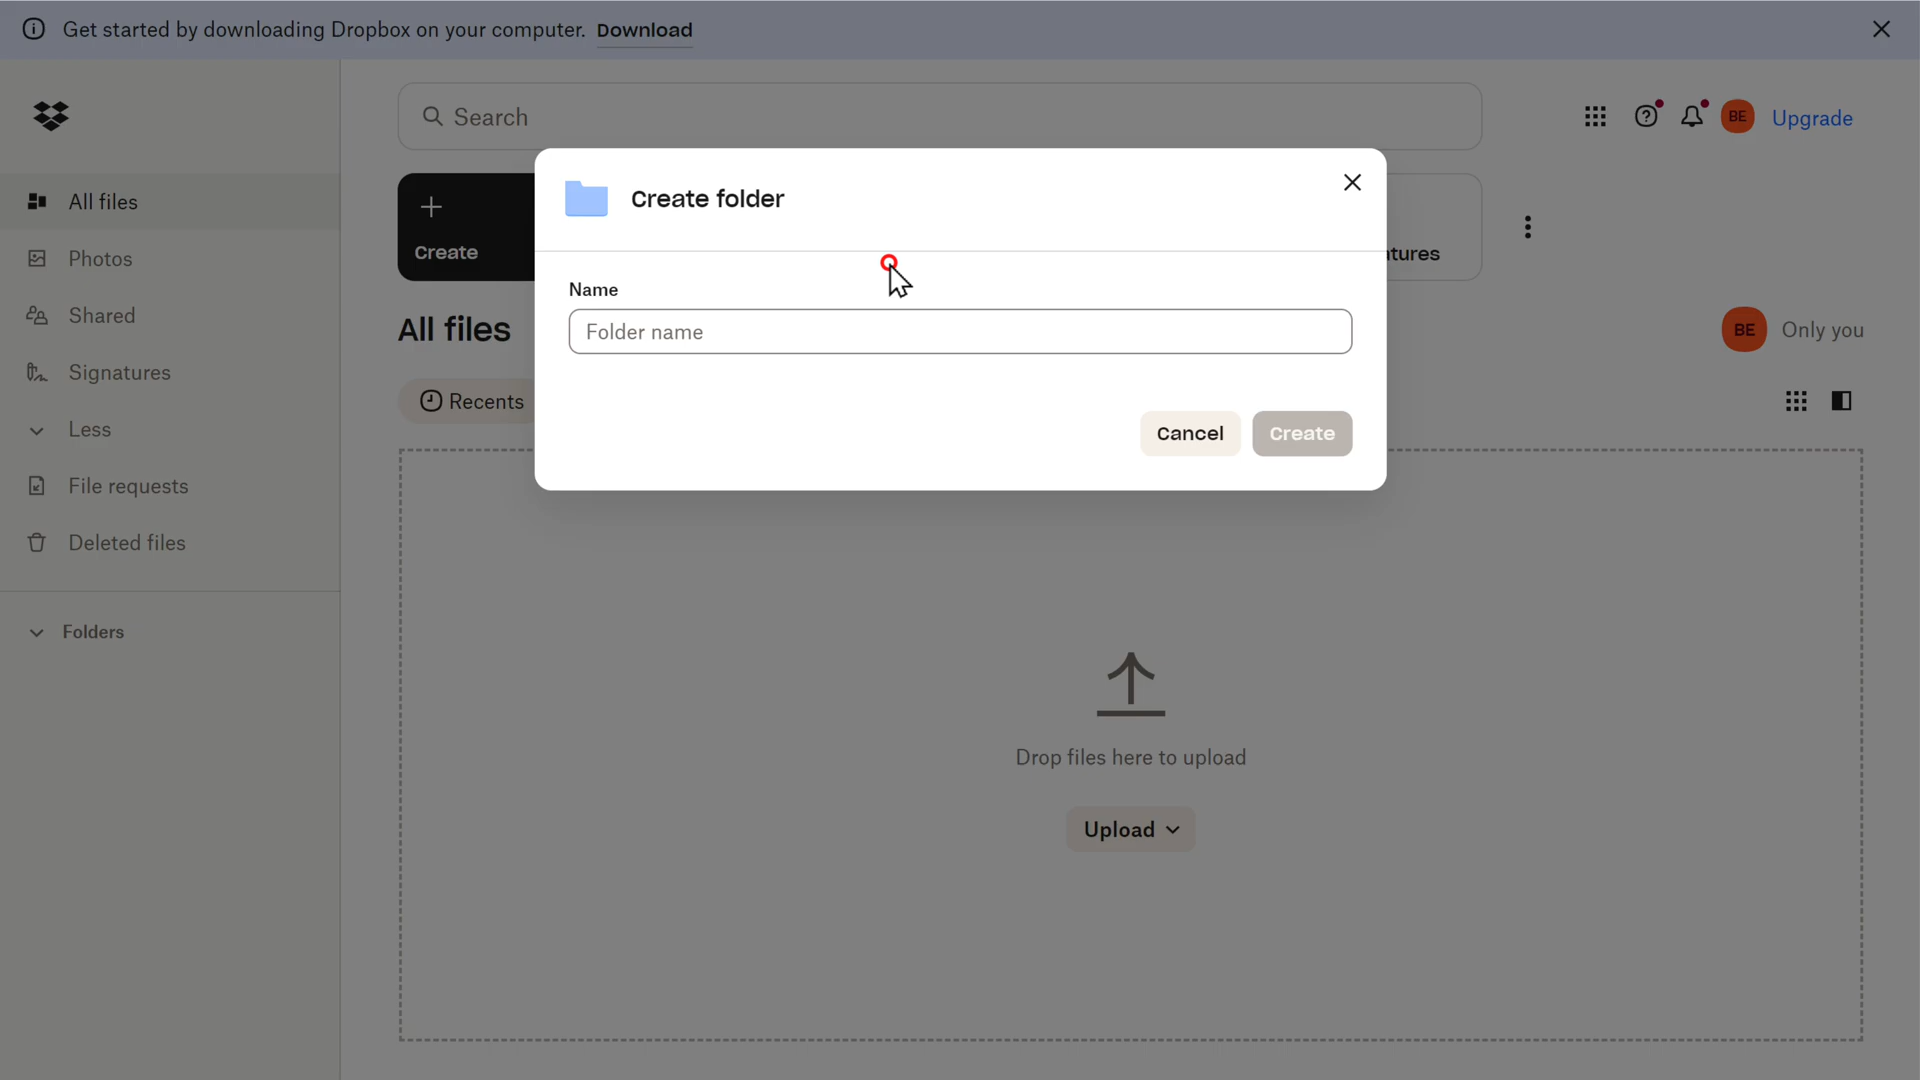 Get started by downloading Dropbox on your computer. Download
Search
BE
Upgrade
All files
Photos
Shared
Signatures
Less
File requests
Deleted files
Folders
Create
Create folder
Name
Folder name
Cancel
Create
tures
All files
BE
Only you
Recents
Drop files here to upload
Upload